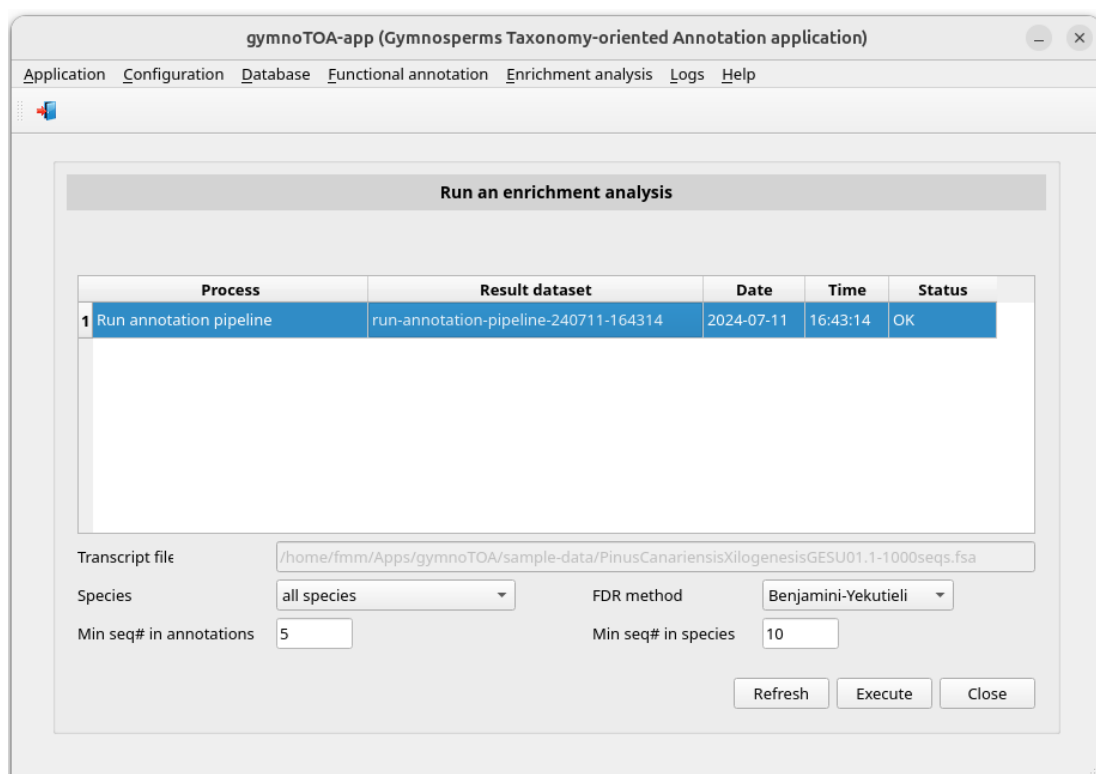 gymnoTOA-app (Gymnosperms Taxonomy-oriented Annotation application)
Application Configuration Database Functional annotation Enrichment analysis Logs Help
Run an enrichment analysis
Process Result dataset Date Time Status
1 Run annotation pipeline run-annotation-pipeline-240711-164314 2024-07-11 16:43:14 OK
Transcript file /home/fmm/Apps/gymnoTOA/sample-data/PinusCanariensisXilogenesisGESU01.1-1000seqs.fsa
Species all species FDR method Benjamini-Yekutieli
Min seq# in annotations 5 Min seq# in species 10
Refresh Execute Close